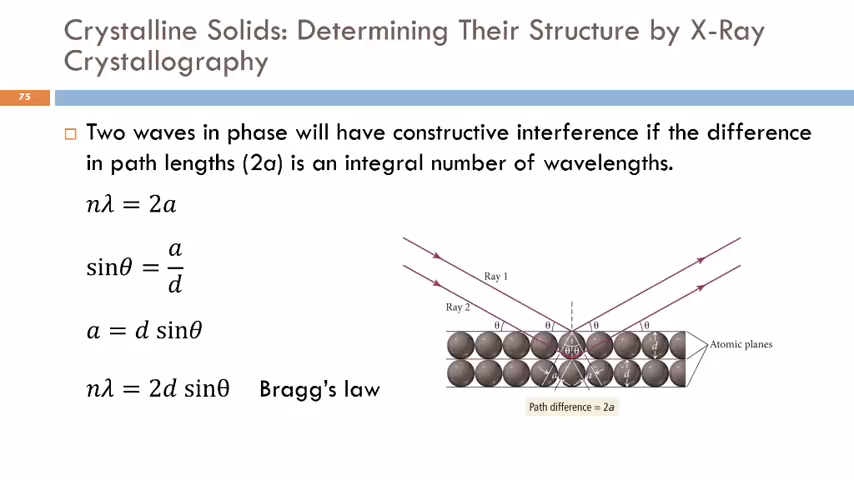 Crystalline Solids: Determining Their Structure by X-Ray
Crystallography
75
Two waves in phase will have constructive interference if the difference
in path lengths (2a) is an integral number of wavelengths.
nλ = 2a
sinθ = a/d
a = d sinθ
nλ = 2d sinθ Bragg's law
Ray 1
Ray 2
θ θ θ θ
θ θ d Atomic planes
a a d
Path difference = 2a